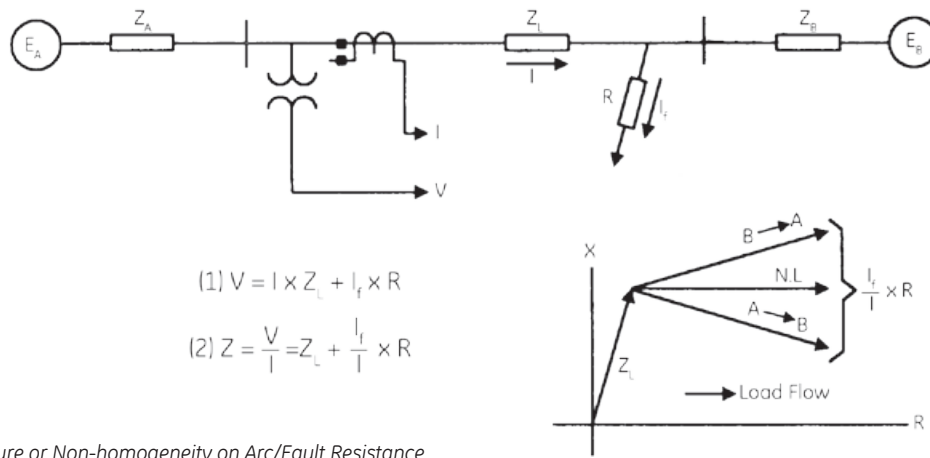 E_A
Z_A
Z_L
Z_B
E_B
I
R
I_f
I
V
(1) V = I x Z_L + I_f x R
(2) Z = V/I = Z_L + I_f/I x R
X
B → A
N.L
A → B
I_f/I x R
Z_L
→ Load Flow
R
ure or Non-homogeneity on Arc/Fault Resistance